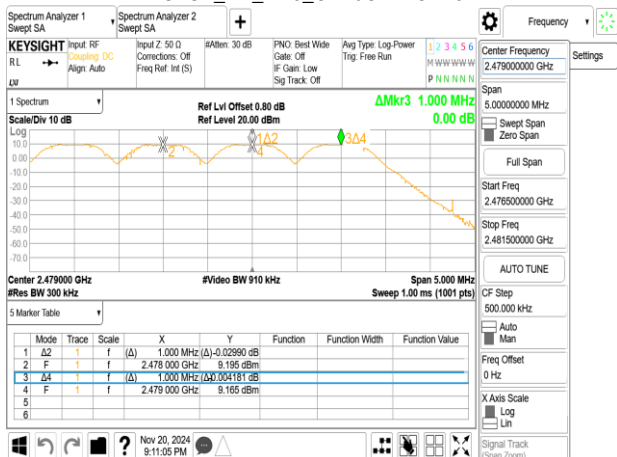 Spectrum Analyzer 1
Swept SA
Spectrum Analyzer 2
Swept SA
+
Frequency
KEYSIGHT
RL
Input: RF
Coupling: DC
Align: Auto
Input Z: 50 Ω
Corrections: Off
Freq Ref: Int (S)
#Atten: 30 dB
PNO: Best Wide
Gate: Off
IF Gain: Low
Sig Track: Off
Avg Type: Log-Power
Trig: Free Run
1 2 3 4 5 6
M W W W W W
P N N N N N
LXI
1 Spectrum
Scale/Div 10 dB
Ref Lvl Offset 0.80 dB
Ref Level 20.00 dBm
ΔMkr3 1.000 MHz
0.00 dB
Log
10.0
0.00
-10.0
-20.0
-30.0
-40.0
-50.0
-60.0
-70.0
2
1Δ2
4
3Δ4
Center 2.479000 GHz
#Res BW 300 kHz
#Video BW 910 kHz
Span 5.000 MHz
Sweep 1.00 ms (1001 pts)
5 Marker Table
Mode Trace Scale X Y Function Function Width Function Value
1 Δ2 1 f (Δ) 1.000 MHz (Δ) -0.02990 dB
2 F 1 f 2.478 000 GHz 9.195 dBm
3 Δ4 1 f (Δ) 1.000 MHz (Δ) 0.004181 dB
4 F 1 f 2.479 000 GHz 9.165 dBm
5
6
?
Nov 20, 2024
9:11:05 PM
Center Frequency
2.479000000 GHz
Settings
Span
5.00000000 MHz
Swept Span
Zero Span
Full Span
Start Freq
2.476500000 GHz
Stop Freq
2.481500000 GHz
AUTO TUNE
CF Step
500.000 kHz
Auto
Man
Freq Offset
0 Hz
X Axis Scale
Log
Lin
Signal Track
(Span Zoom)